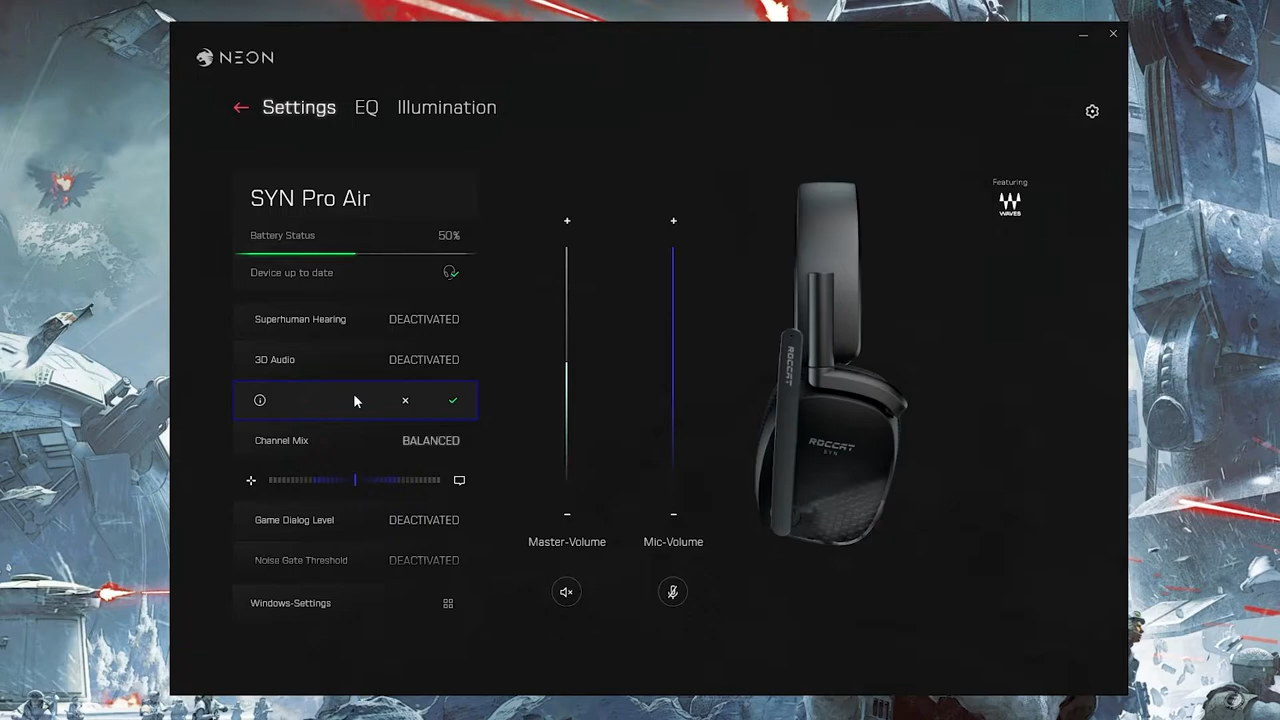 NEON
Settings EQ Illumination
SYN Pro Air
Battery Status 50%
Device up to date
Superhuman Hearing DEACTIVATED
3D Audio DEACTIVATED
Channel Mix BALANCED
Game Dialog Level DEACTIVATED
Noise Gate Threshold DEACTIVATED
Windows-Settings
Master-Volume
Mic-Volume
ROCCAT
ROCCAT
SYN
Featuring
WAVES